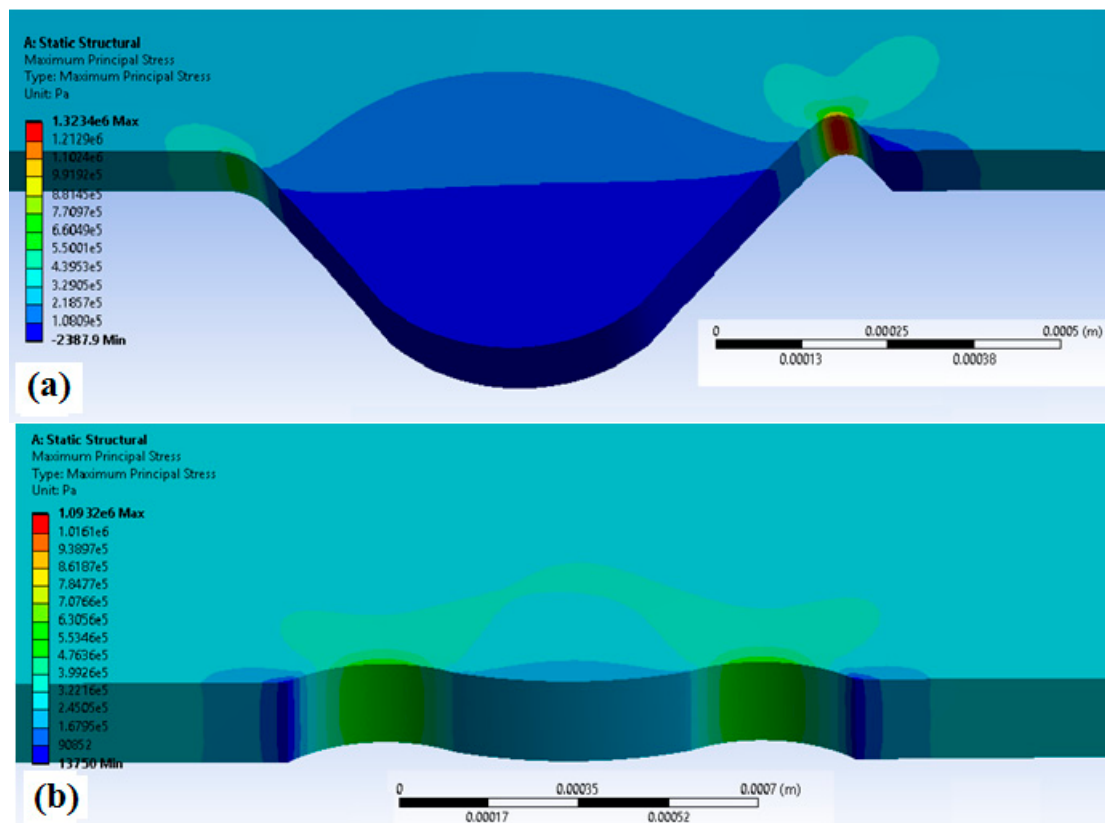 A: Static Structural
Maximum Principal Stress
Type: Maximum Principal Stress
Unit: Pa
1.3234e6 Max
1.2129e6
1.1024e6
9.9192e5
8.8145e5
7.7097e5
6.6049e5
5.5001e5
4.3953e5
3.2905e5
2.1857e5
1.0809e5
-2387.9 Min
(a)
0 0.00025 0.0005 (m)
0.00013 0.00038
A: Static Structural
Maximum Principal Stress
Type: Maximum Principal Stress
Unit: Pa
1.0932e6 Max
1.0161e6
9.3897e5
8.6187e5
7.8477e5
7.0766e5
6.3056e5
5.5346e5
4.7636e5
3.9926e5
3.2216e5
2.4505e5
1.6795e5
90852
13750 Min
(b)
0 0.00035 0.0007 (m)
0.00017 0.00052